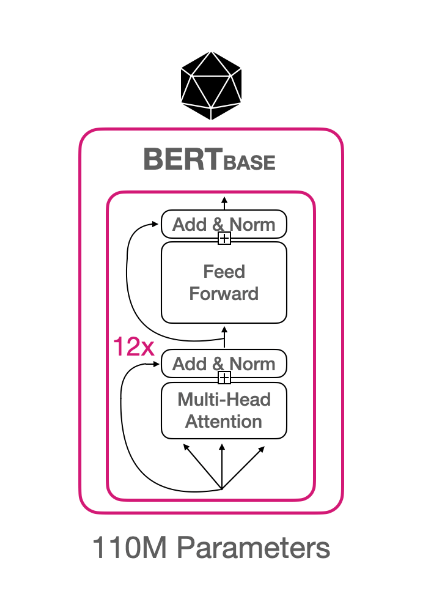 BERTBASE
Add & Norm
Feed
Forward
12x
Add & Norm
Multi-Head
Attention
110M Parameters